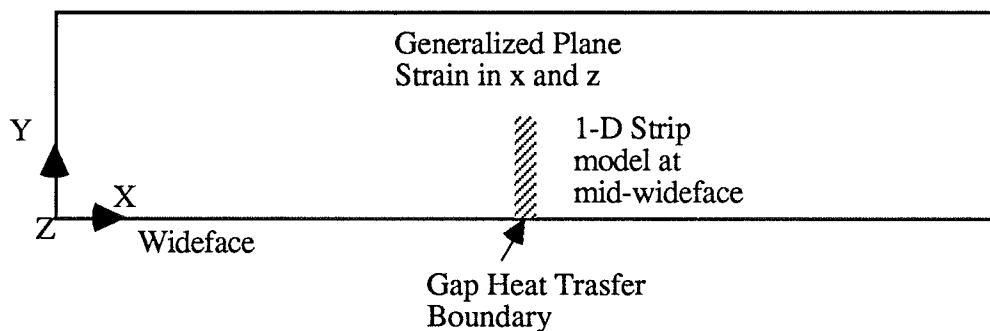 Generalized Plane
Strain in x and z
Y
1-D Strip
model at
mid-wideface
X
Z
Wideface
Gap Heat Trasfer
Boundary